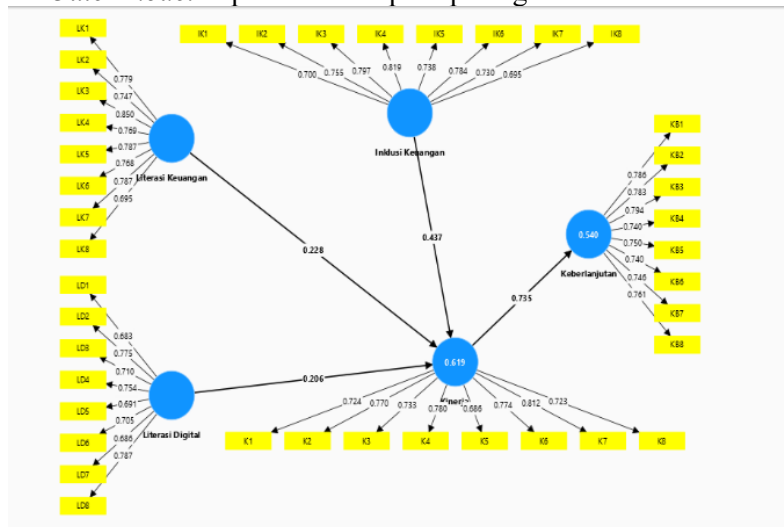 LK1
LK2
LK3
LK4
LK5
LK6
LK7
LK8
0.779
0.747
0.850
0.769
0.787
0.768
0.787
0.695
Literasi Keuangan
IK1 IK2 IK3 IK4 IK5 IK6 IK7 IK8
0.700 0.755 0.797 0.819 0.738 0.784 0.730 0.695
Inklusi Keuangan
0.228
0.437
LD1
LD2
LD3
LD4
LD5
LD6
LD7
LD8
0.683
0.775
0.710
0.754
0.691
0.705
0.686
0.787
Literasi Digital
0.206
0.619
0.724 0.770 0.733 0.780 0.686 0.774 0.812 0.723
K1 K2 K3 K4 K5 K6 K7 K8
0.735
0.540
Keberlanjutan
KB1
KB2
KB3
KB4
KB5
KB6
KB7
KB8
0.786
0.783
0.794
0.740
0.750
0.740
0.746
0.761